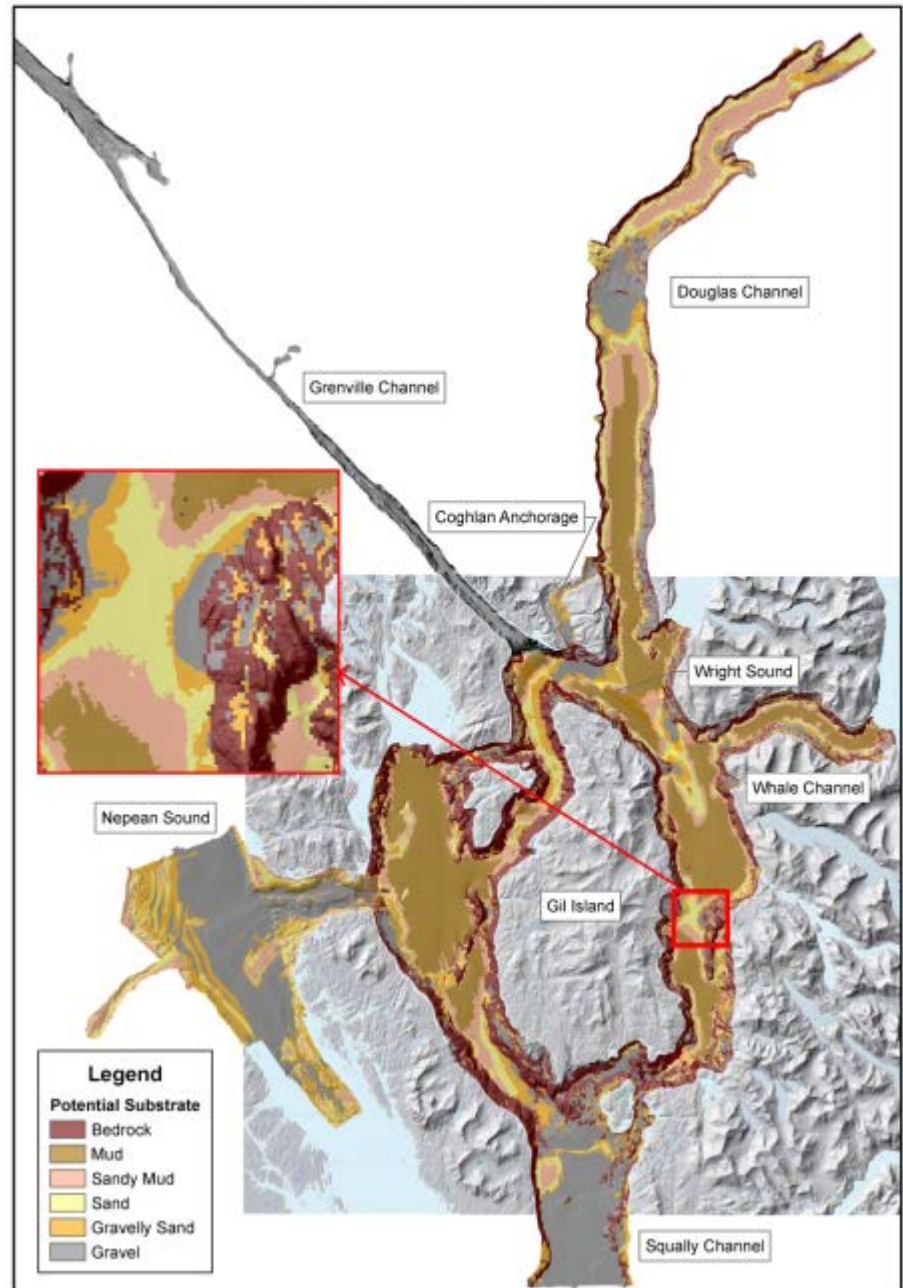 Douglas Channel
Grenville Channel
Coghlan Anchorage
Wright Sound
Whale Channel
Nepean Sound
Gil Island
Legend
Potential Substrate
Bedrock
Mud
Sandy Mud
Sand
Gravelly Sand
Gravel
Squally Channel